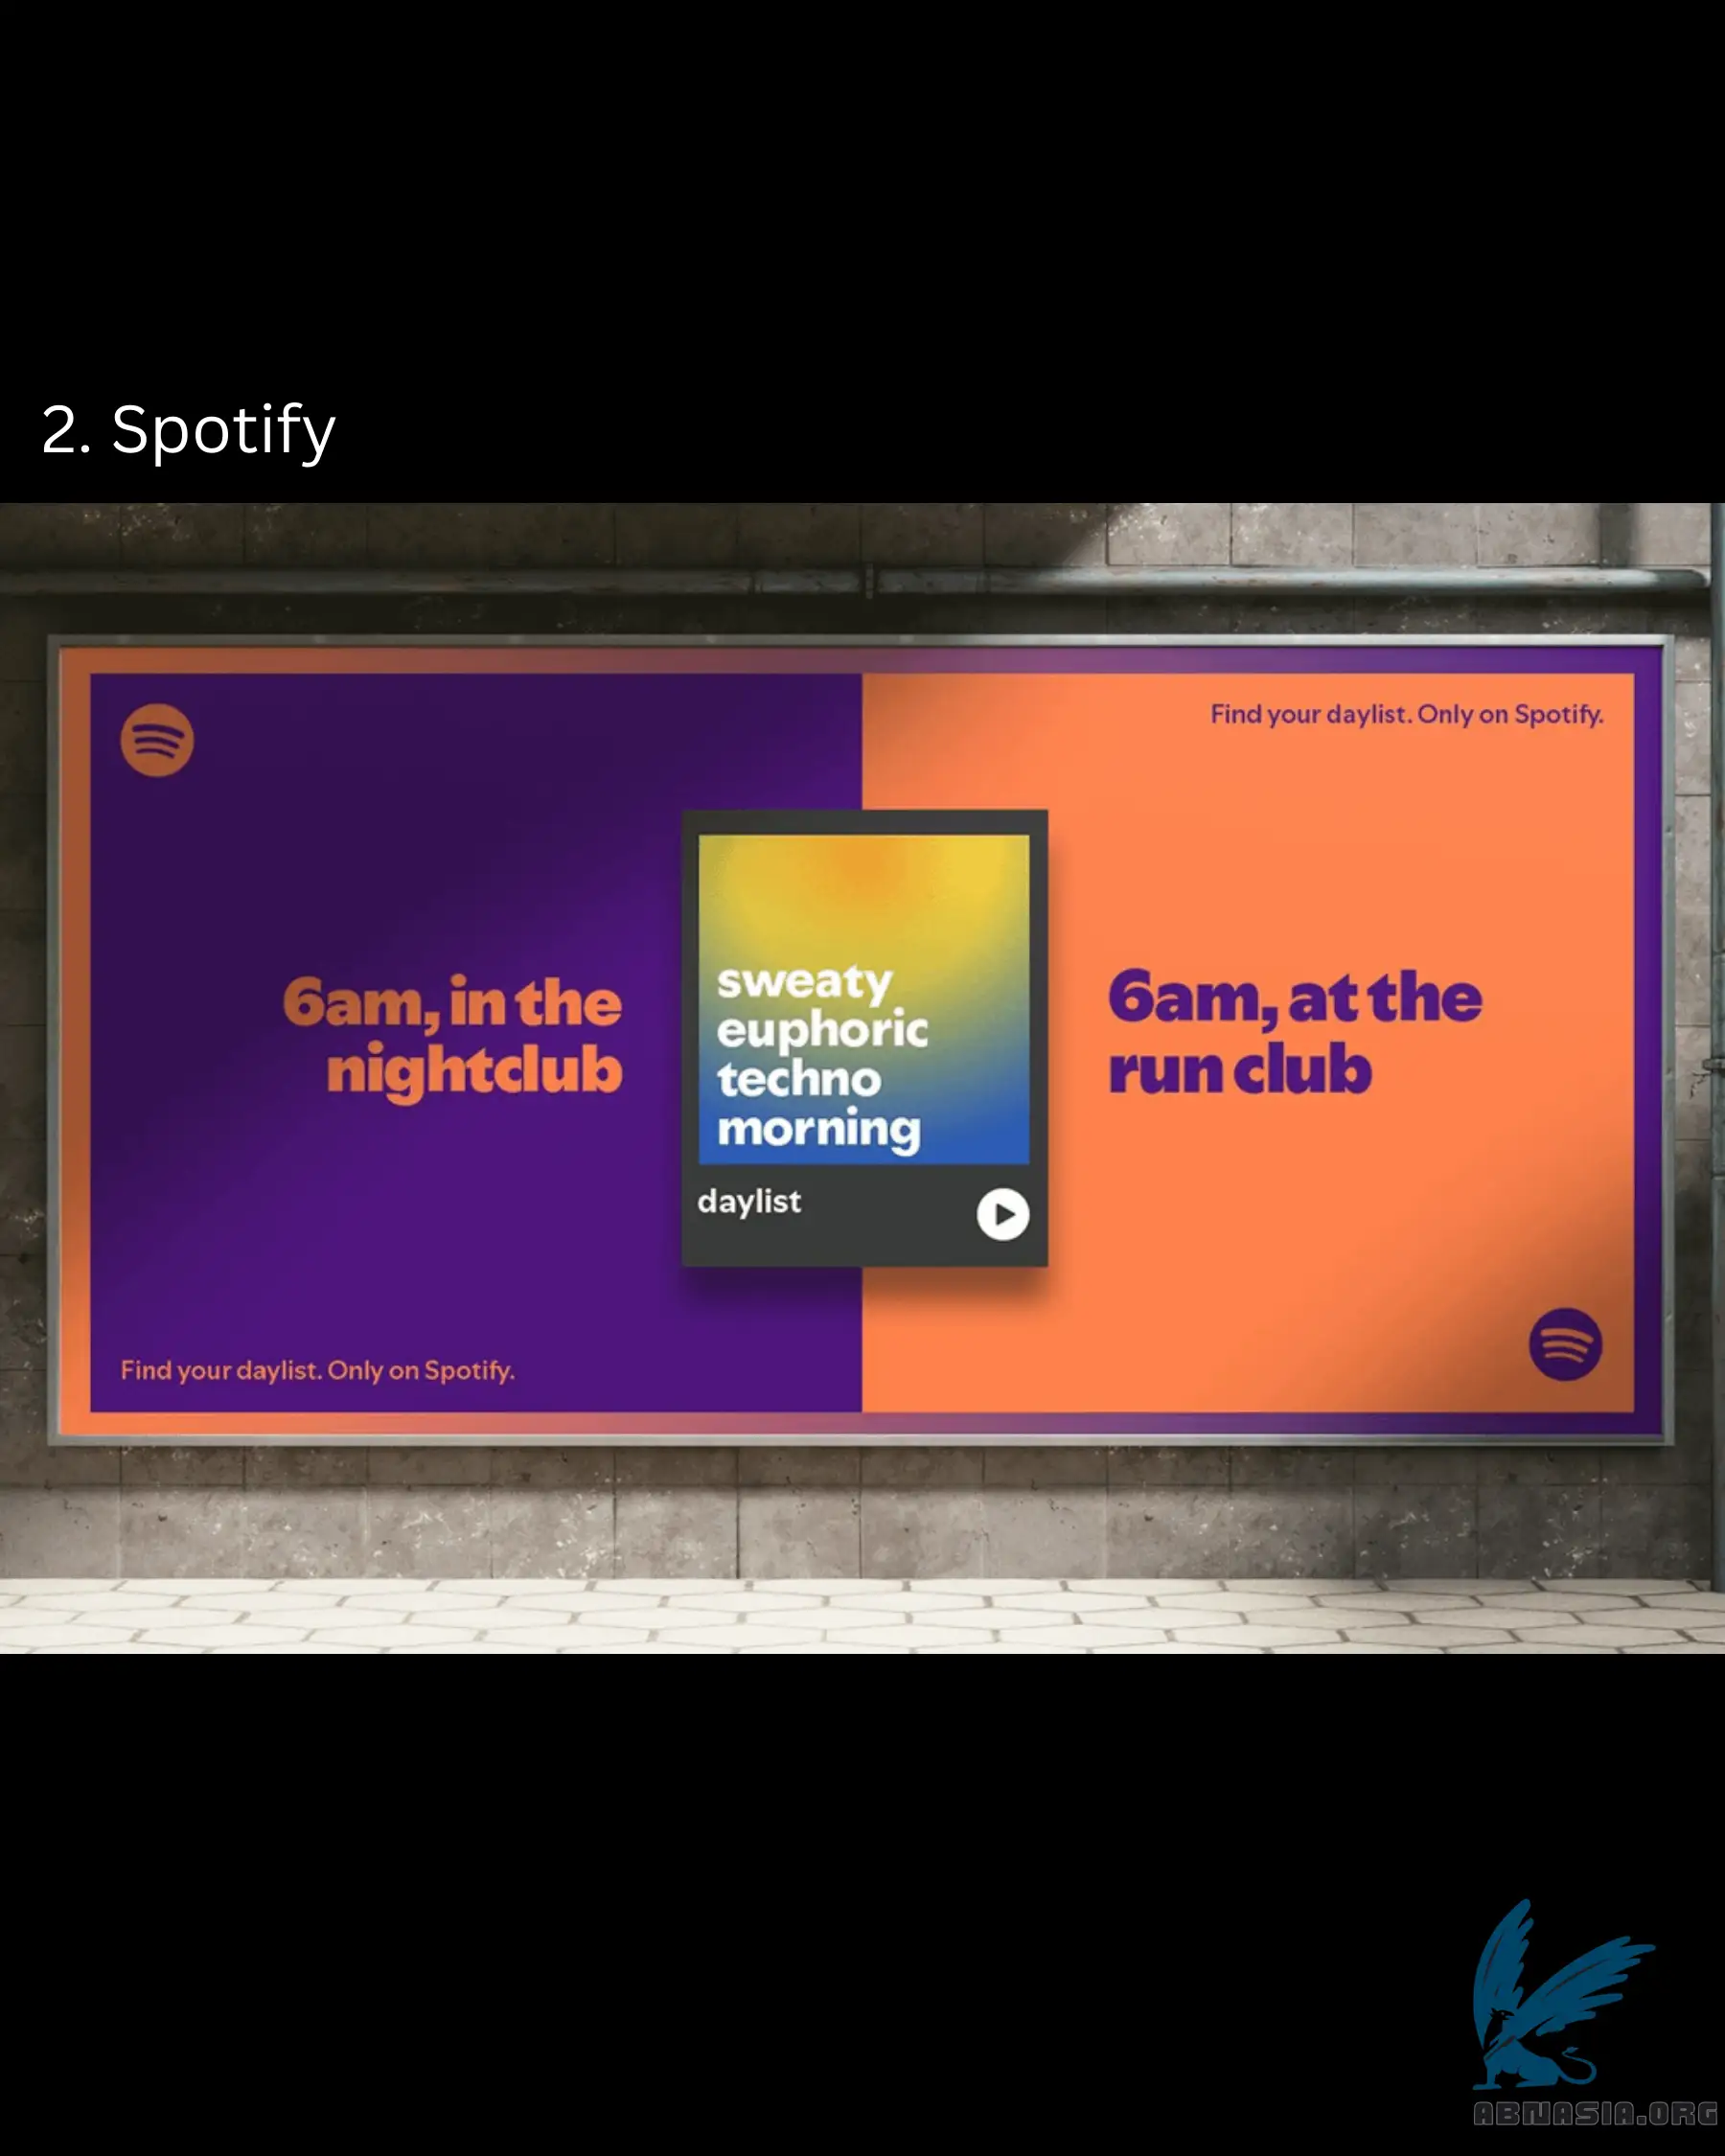 2. Spotify
Find your daylist. Only on Spotify.
6am, in the
nightclub
sweaty
euphoric
techno
morning
daylist
6am, at the
run club
Find your daylist. Only on Spotify.
ABNASIA.ORG